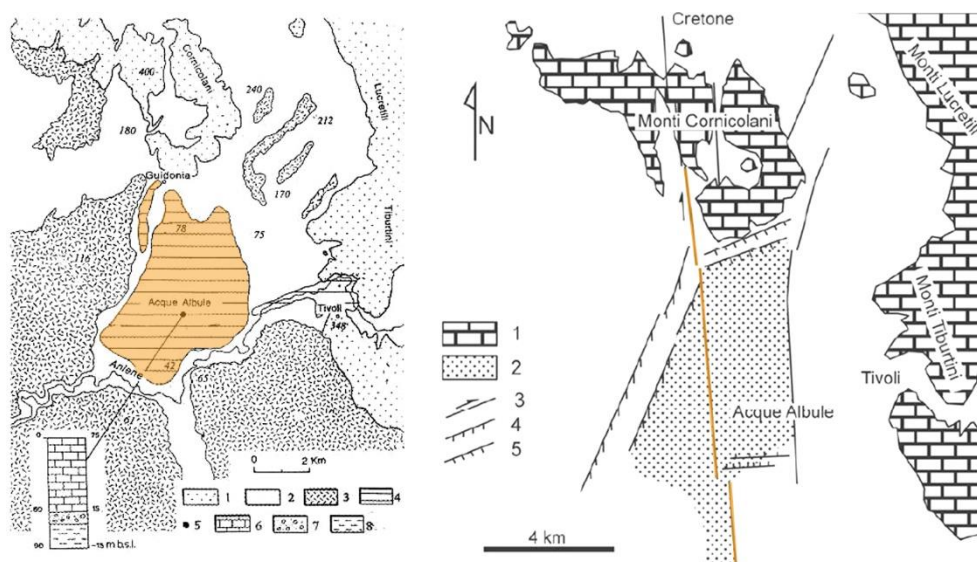 400
Cornicolani
240
212
180
Lucretili
Guidonia
170
78
75
116
Tiburtini
Acque Albule
Tivoli
348
42
Aniene
65
61
0
75
60
15
90
-15 m b.s.l.
0 2 Km
1 2 3 4
5 6 7 8
Cretone
N
Monti Cornicolani
Monti Lucretili
Monti Tiburtini
Tivoli
Acque Albule
1
2
3
4
5
4 km